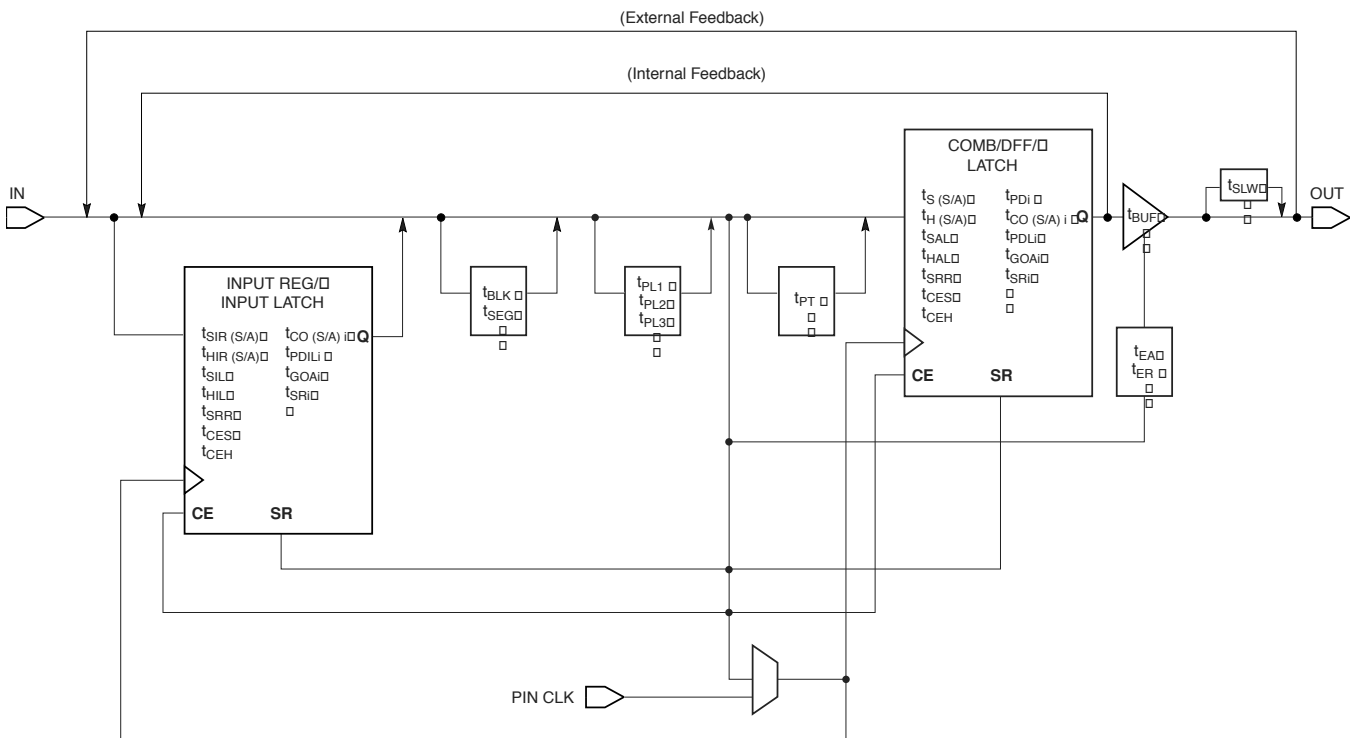 (External Feedback)
(Internal Feedback)
COMB/DFF/
LATCH
IN
tS (S/A) tPDi
tH (S/A) tCO (S/A) i Q
tSAL tPDLi
tHAL tGOAi
tSRR tSRi
tCES
tCEH
CE SR
tBUF
tSLW
OUT
INPUT REG/
INPUT LATCH
tSIR (S/A) tCO (S/A) i Q
tHIR (S/A) tPDILi
tSIL tGOAi
tHIL tSRi
tSRR
tCES
tCEH
CE SR
tBLK
tSEG
tPL1
tPL2
tPL3
tPT
tEA
tER
PIN CLK